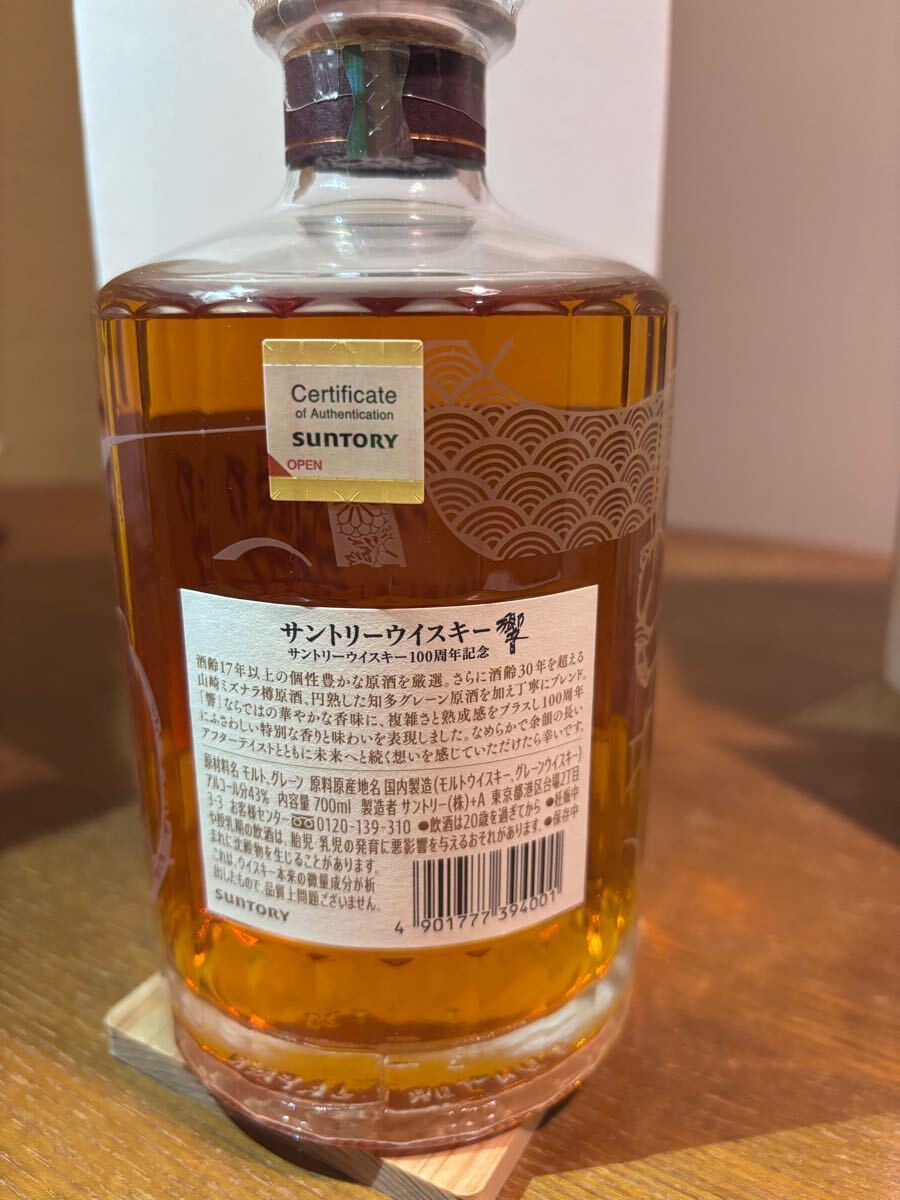 Certificate
of Authentication
SUNTORY
OPEN
サントリーウイスキー 響
サントリーウイスキー100周年記念
酒齢17年以上の個性豊かな原酒を厳選。さらに酒齢30年を超える
山崎ミズナラ樽原酒、円熟した知多グレーン原酒を加え丁寧にブレンド。
「響」ならではの華やかな香味に、複雑さと熟成感をプラスし100周年
にふさわしい特別な香りと味わいを表現しました。なめらかで余韻の長い
アフターテイストとともに未来へと続く想いを感じていただけたら幸いです。
原材料名 モルト、グレーン 原料原産地名 国内製造(モルトウイスキー、グレーンウイスキー)
アルコール分43% 内容量 700ml 製造者 サントリー(株)+A 東京都港区台場2丁目
3-3 お客様センター 0120-139-310 ●飲酒は20歳を過ぎてから ●妊娠中
や授乳期の飲酒は、胎児・乳児の発育に悪影響を与えるおそれがあります。●保存中
まれに沈殿物を生じることがあります。
これは、ウイスキー本来の微量成分が析
出したもので、品質上問題ございません。
SUNTORY
4 901777 394001